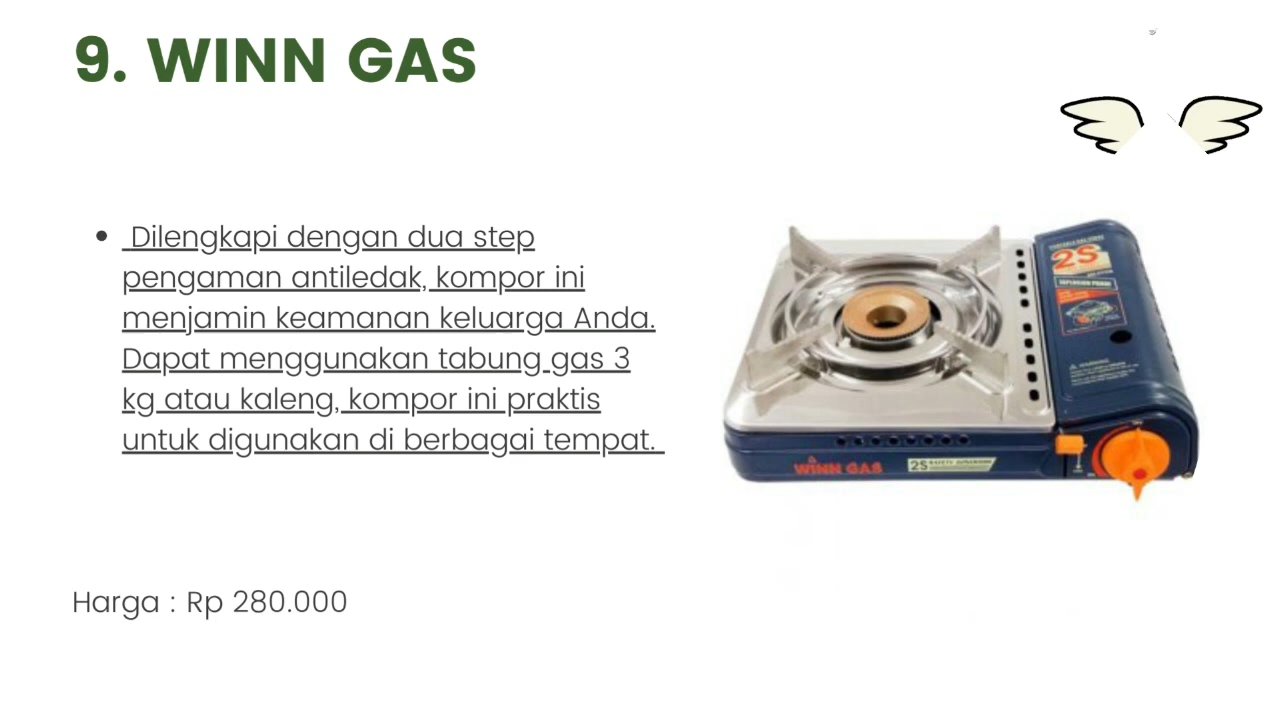 9. WINN GAS
• Dilengkapi dengan dua step
pengaman antiledak, kompor ini
menjamin keamanan keluarga Anda.
Dapat menggunakan tabung gas 3
kg atau kaleng, kompor ini praktis
untuk digunakan di berbagai tempat.
2S
WARNING
WINN GAS
2S
Harga : Rp 280.000